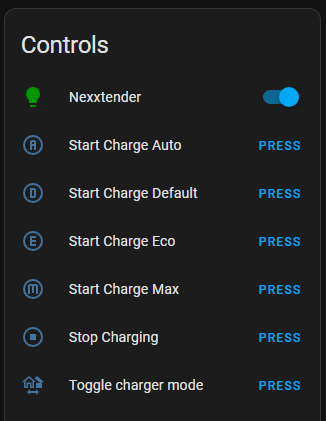 Controls
Nexxtender
A Start Charge Auto PRESS
D Start Charge Default PRESS
E Start Charge Eco PRESS
M Start Charge Max PRESS
Stop Charging PRESS
Toggle charger mode PRESS